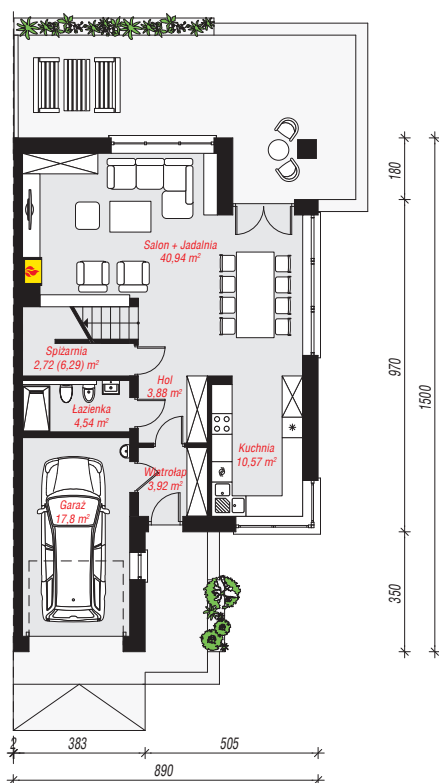 180
Salon + Jadalnia
40,94 m²
Spiżarnia
2,72 (6,29) m²
970
1500
Hol
3.88 m²
Łazienka
4,54 m²
Kuchnia
10,57 m²
Wiatrołap
3,92 m²
Garaż
17,8 m²
350
2
383
505
890